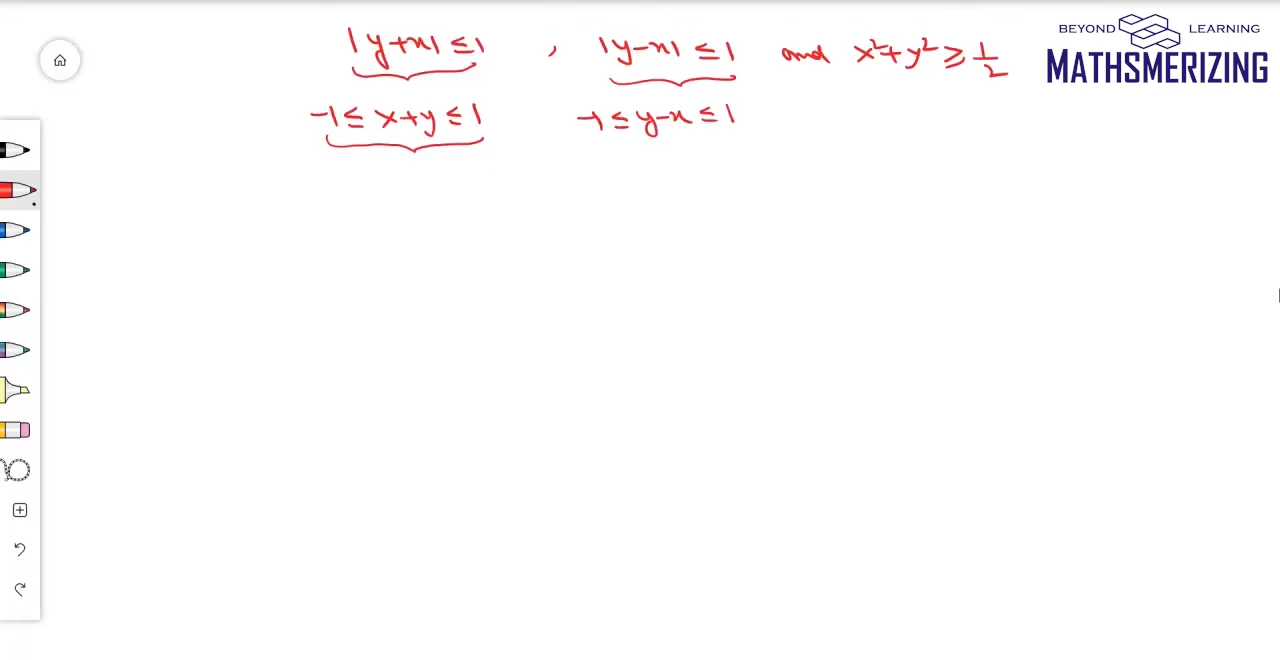 |y+x| ≤ 1 , |y-x| ≤ 1 and x²+y² ≥ 1/2
-1 ≤ x+y ≤ 1 -1 ≤ y-x ≤ 1
BEYOND LEARNING
MATHSMERIZING